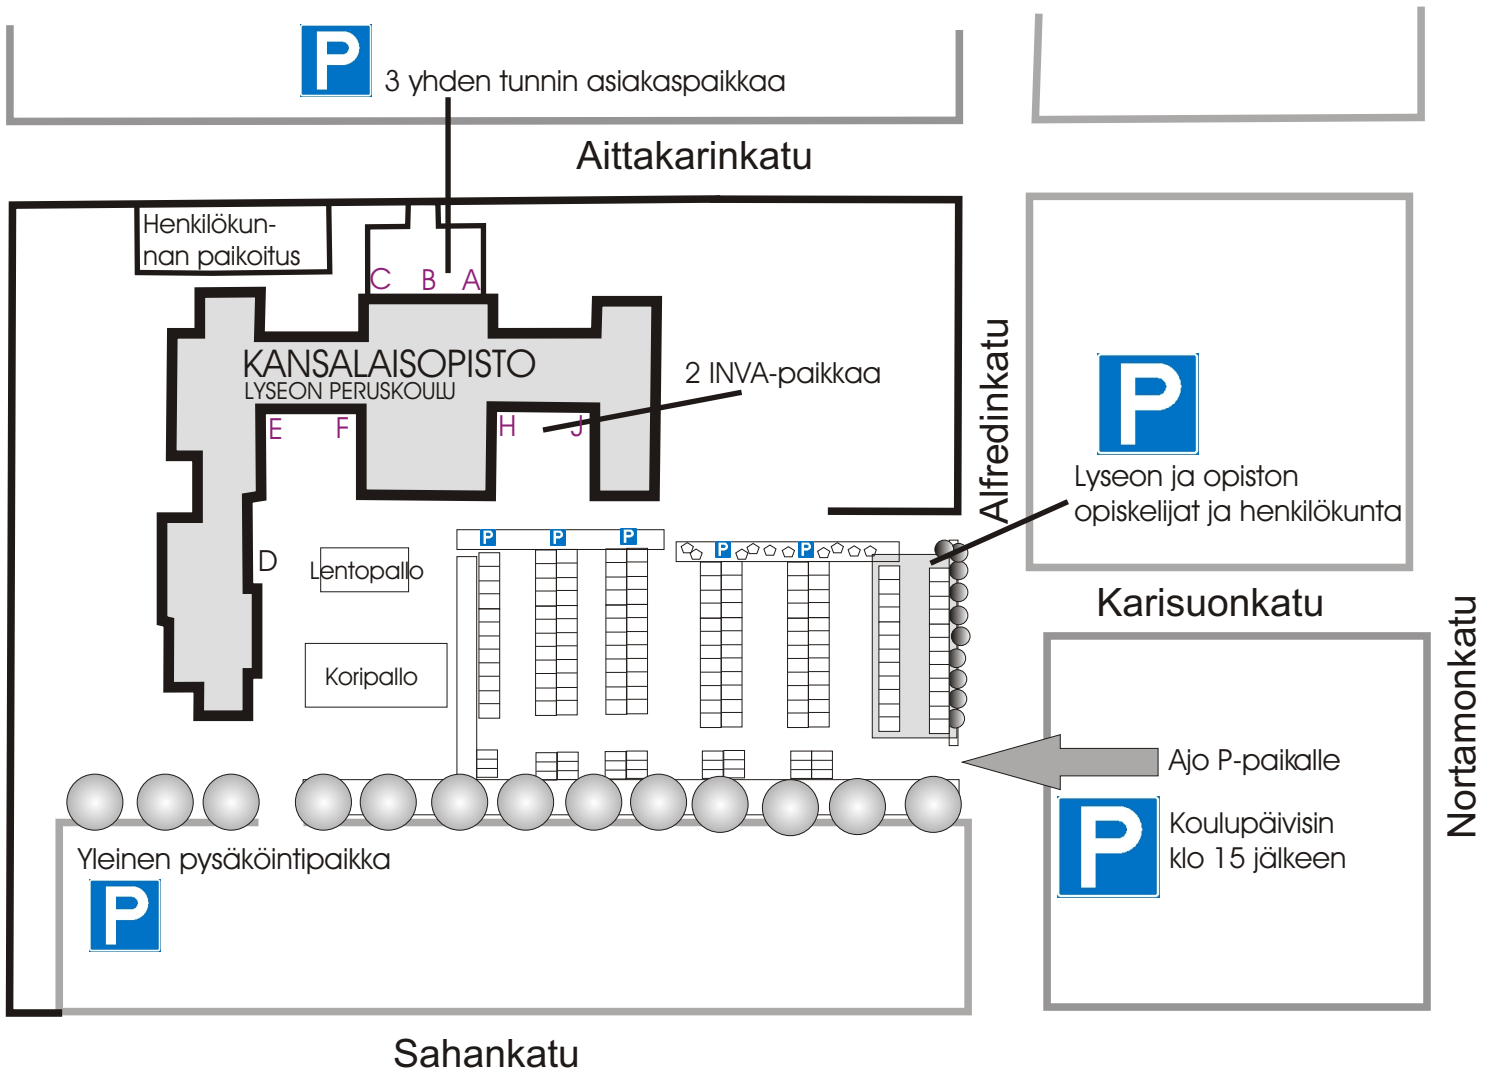 P
3 yhden tunnin asiakaspaikkaa
Aittakarinkatu
Henkilökun-
nan paikoitus
C B A
KANSALAISOPISTO
LYSEON PERUSKOULU
2 INVA-paikkaa
E F H J
Alfredinkatu
P
Lyseon ja opiston
opiskelijat ja henkilökunta
P P P P P
D
Lentopallo
Koripallo
Karisuonkatu
Nortamonkatu
Ajo P-paikalle
P
Koulupäivisin
klo 15 jälkeen
Yleinen pysäköintipaikka
P
Sahankatu